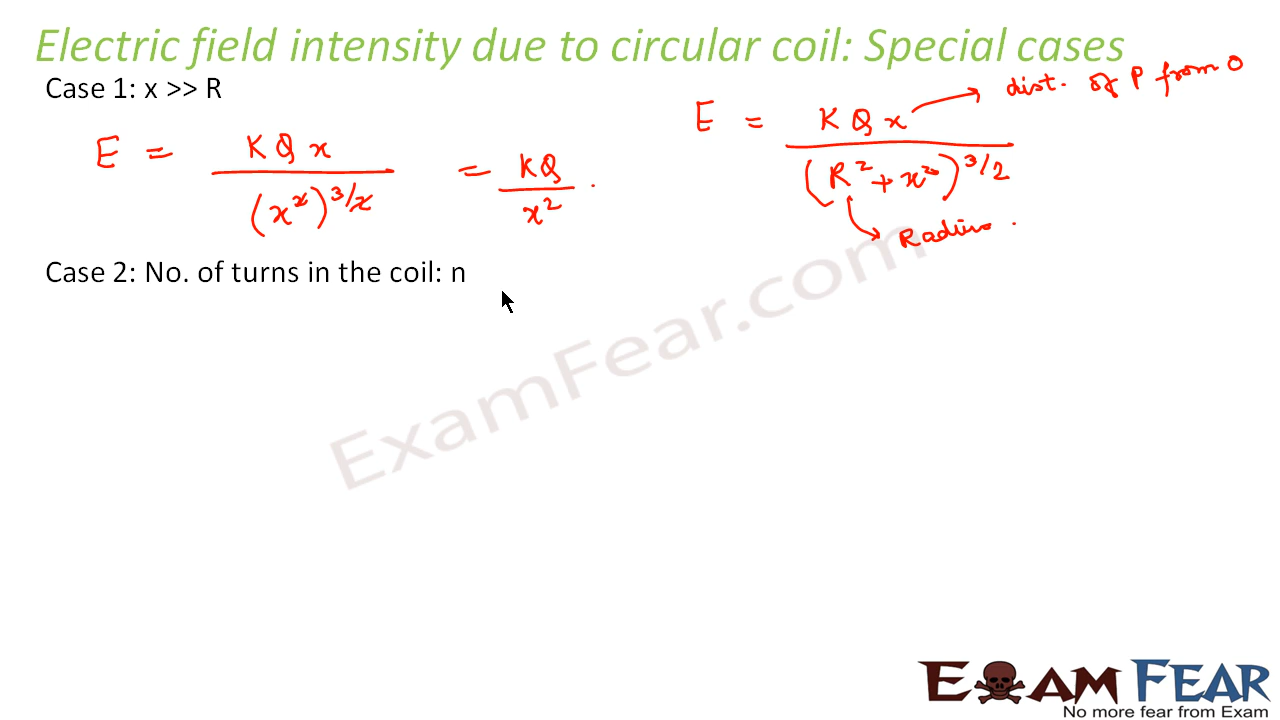 Electric field intensity due to circular coil: Special cases
Case 1: x >> R
E = KQx / (x²)^3/2 = KQ / x² .
E = KQx / (R² + x²)^3/2
dist. of P from O
Radius .
Case 2: No. of turns in the coil: n
ExamFear.com
EXAM FEAR
No more fear from Exam